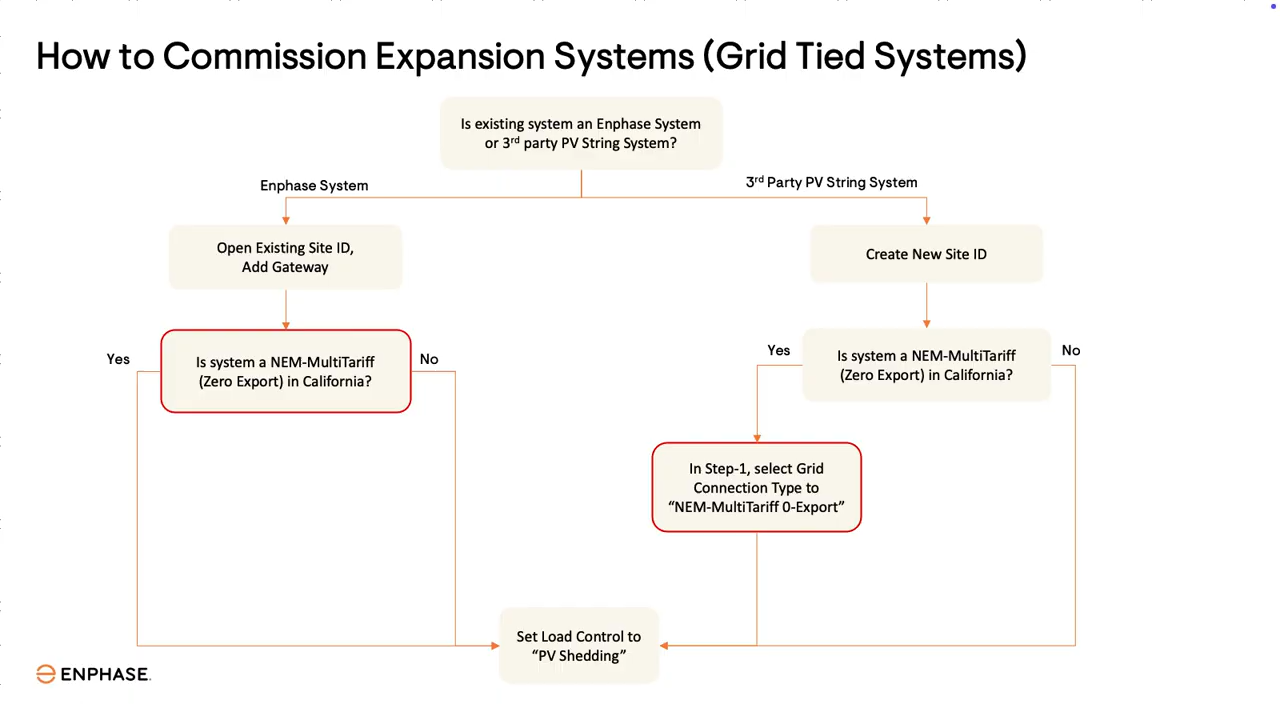 How to Commission Expansion Systems (Grid Tied Systems)
Is existing system an Enphase System
or 3rd party PV String System?
Enphase System
3rd Party PV String System
Open Existing Site ID,
Add Gateway
Create New Site ID
Yes
Is system a NEM-MultiTariff
(Zero Export) in California?
No
Yes
Is system a NEM-MultiTariff
(Zero Export) in California?
No
In Step-1, select Grid
Connection Type to
“NEM-MultiTariff 0-Export”
Set Load Control to
“PV Shedding”
ENPHASE.